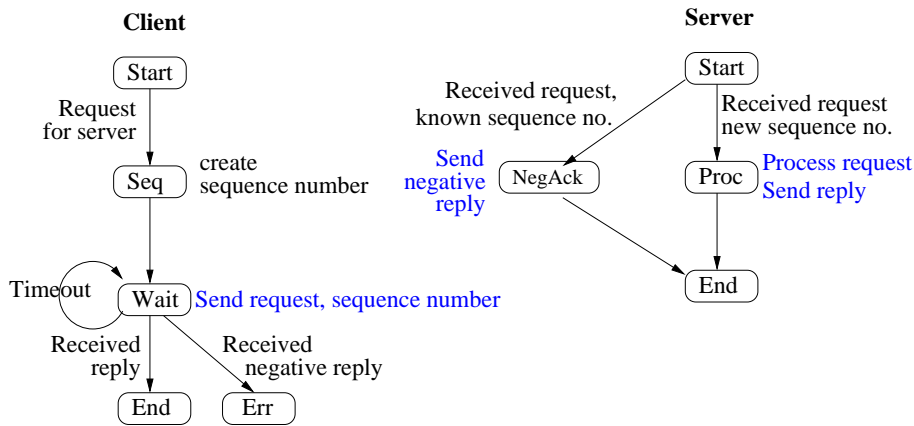 Client
Start
Request
for server
Seq
create
sequence number
Timeout
Wait
Send request, sequence number
Received
reply
Received
negative reply
End
Err
Server
Start
Received request,
known sequence no.
Received request
new sequence no.
Send
negative
reply
NegAck
Proc
Process request
Send reply
End